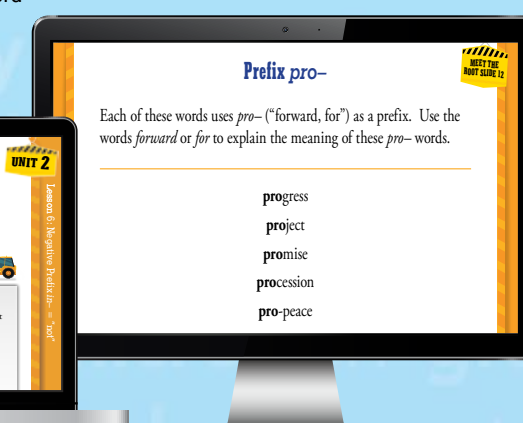 Prefix pro–
MEET THE
ROOT SLIDE 12
Each of these words uses pro– (“forward, for”) as a prefix. Use the
words forward or for to explain the meaning of these pro– words.
progress
project
promise
procession
pro-peace
UNIT 2
Lesson 6: Negative Prefix in– = “not”